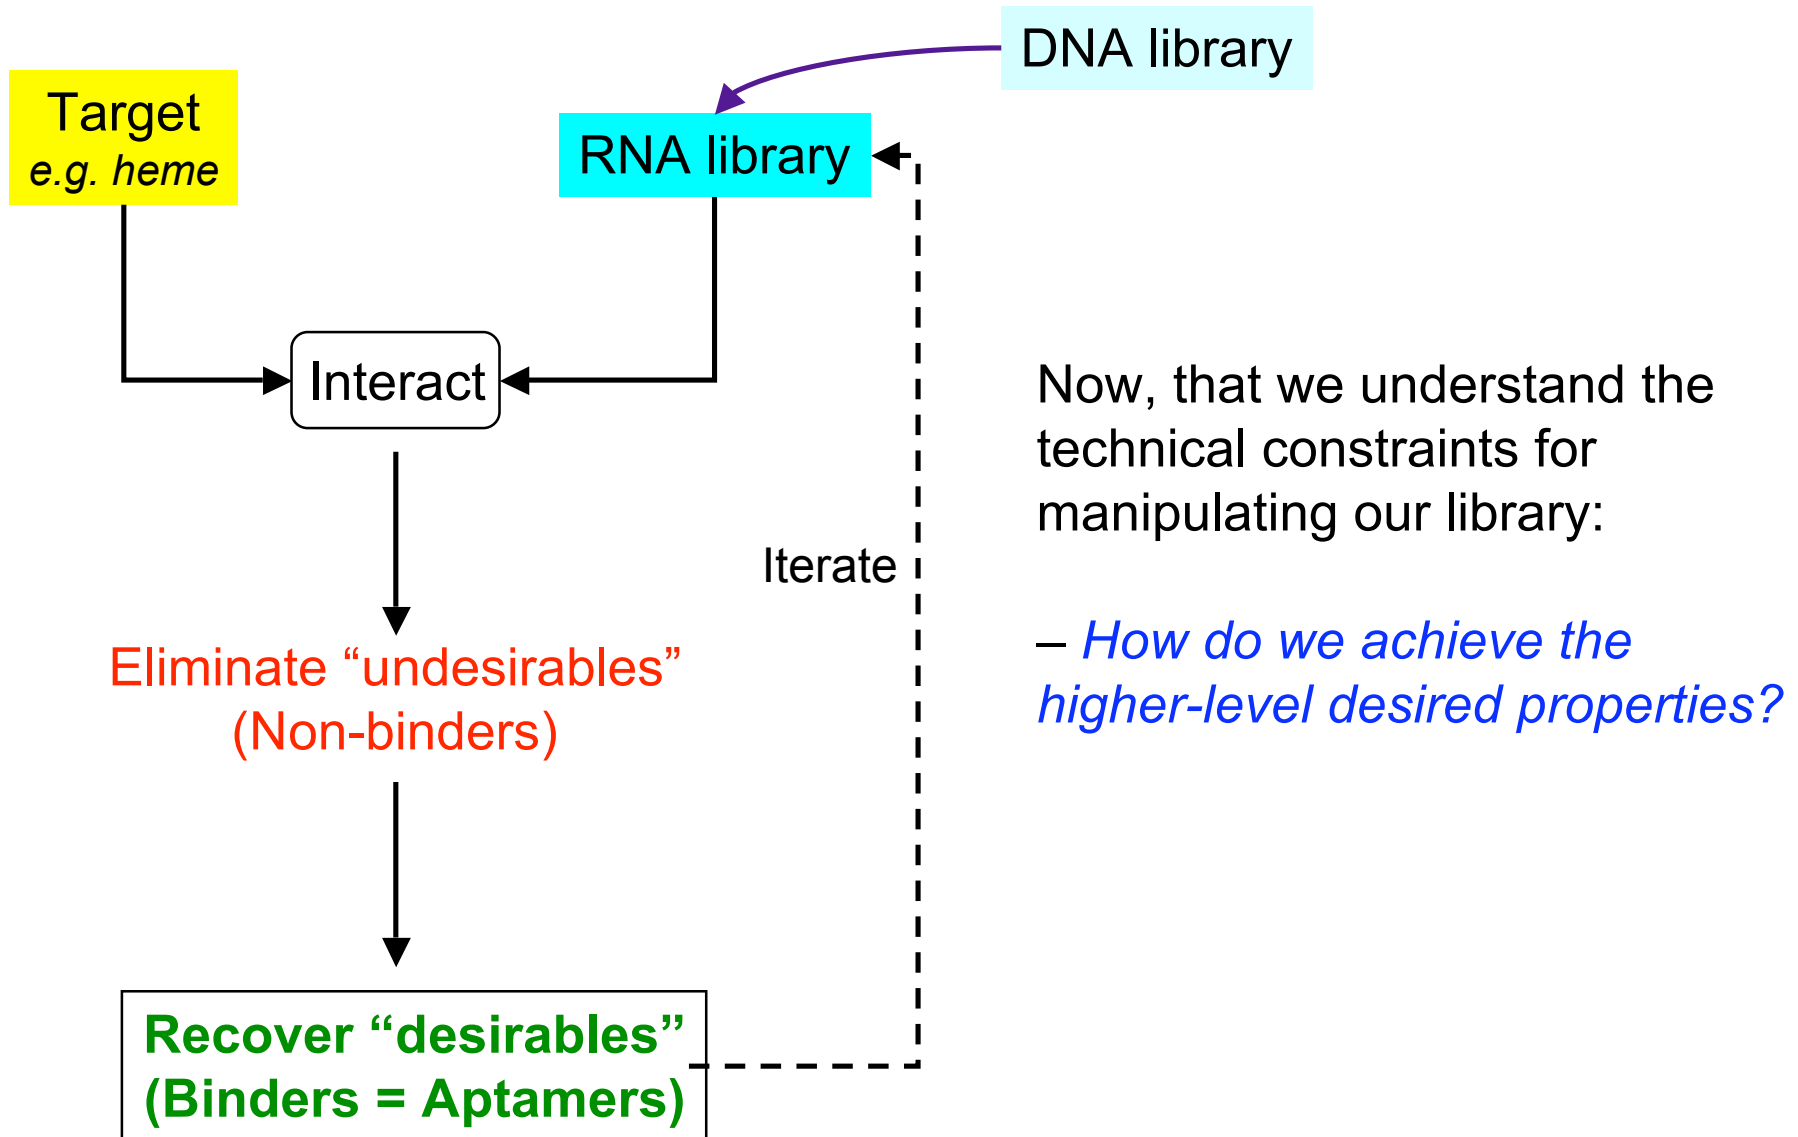 DNA library
Target
e.g. heme
RNA library
Interact
Now, that we understand the
technical constraints for
manipulating our library:
Iterate
– How do we achieve the
higher-level desired properties?
Eliminate “undesirables”
(Non-binders)
Recover “desirables”
(Binders = Aptamers)